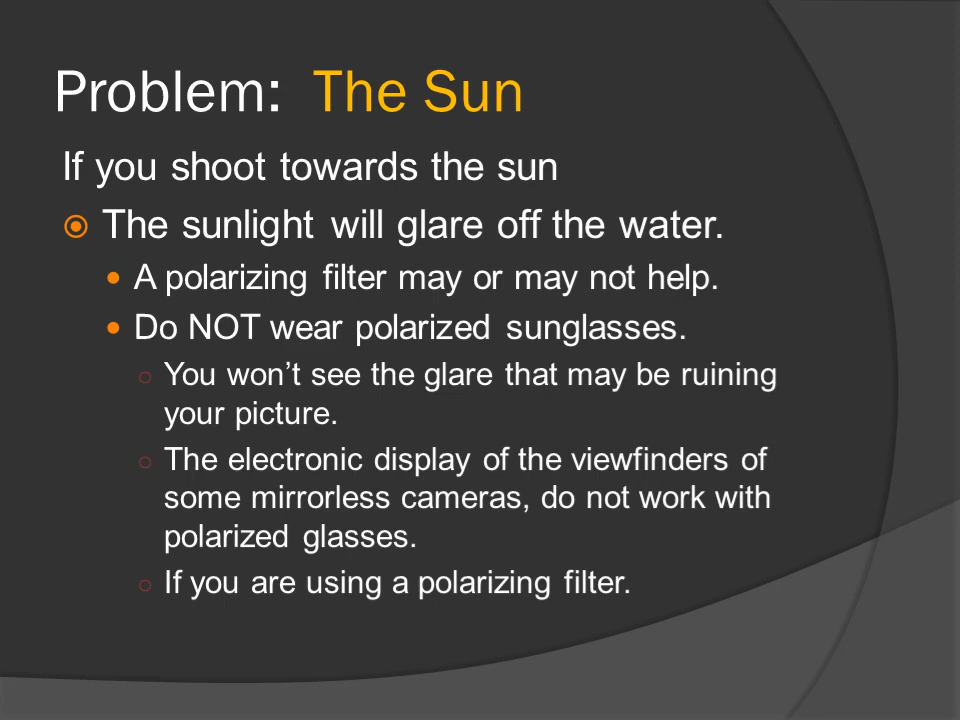 Problem: The Sun
If you shoot towards the sun
The sunlight will glare off the water.
A polarizing filter may or may not help.
Do NOT wear polarized sunglasses.
You won’t see the glare that may be ruining
your picture.
The electronic display of the viewfinders of
some mirrorless cameras, do not work with
polarized glasses.
If you are using a polarizing filter.